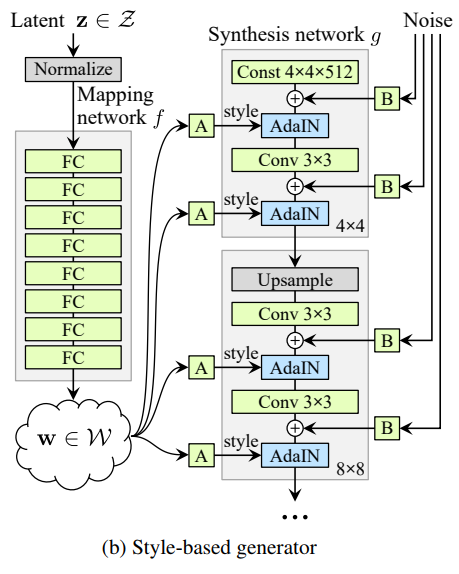 Latent z ∈ 𝒵
Normalize
Mapping
network f
FC
FC
FC
FC
FC
FC
FC
FC
w ∈ 𝒲
Synthesis network g
Noise
Const 4×4×512
B
A
style
AdaIN
Conv 3×3
B
A
style
AdaIN
4×4
Upsample
Conv 3×3
B
A
style
AdaIN
Conv 3×3
B
A
style
AdaIN
8×8
...
(b) Style-based generator